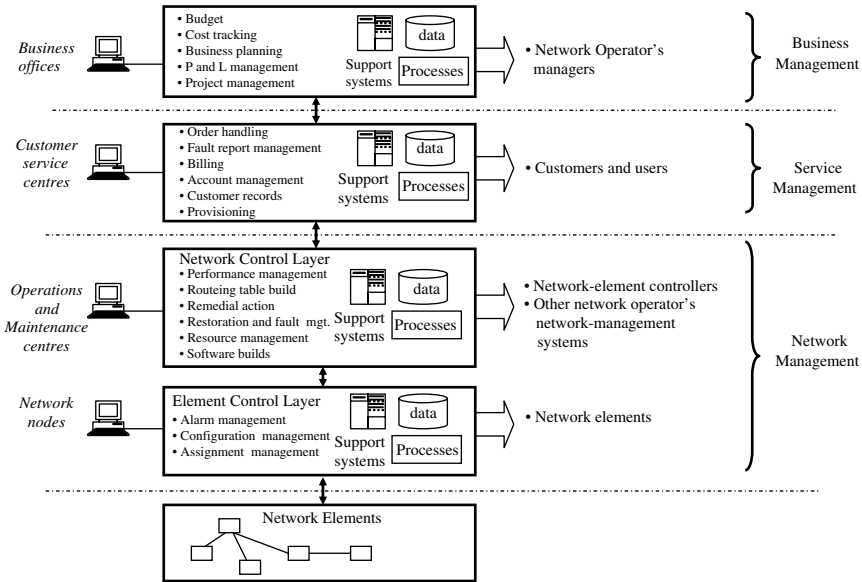 Business
offices
• Budget
• Cost tracking
• Business planning
• P and L management
• Project management
Support
systems
data
Processes
• Network Operator's
managers
Business
Management
Customer
service
centres
• Order handling
• Fault report management
• Billing
• Account management
• Customer records
• Provisioning
Support
systems
data
Processes
• Customers and users
Service
Management
Operations
and
Maintenance
centres
Network Control Layer
• Performance management
• Routeing table build
• Remedial action
• Restoration and fault mgt.
• Resource management
• Software builds
Support
systems
data
Processes
• Network-element controllers
• Other network operator's
network-management
systems
Network
Management
Network
nodes
Element Control Layer
• Alarm management
• Configuration management
• Assignment management
Support
systems
data
Processes
• Network elements
Network Elements